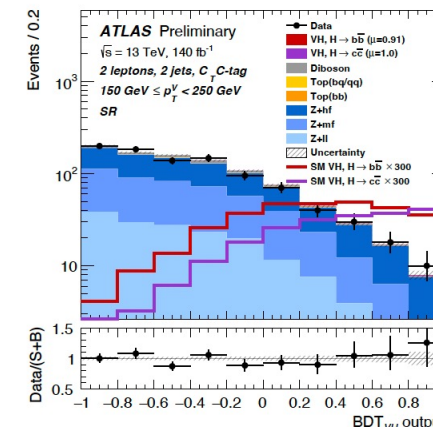 Events / 0.2
ATLAS Preliminary
√s = 13 TeV, 140 fb⁻¹
2 leptons, 2 jets, C_T C-tag
150 GeV ≤ p_T^V < 250 GeV
SR
Data
VH, H→ bb̄ (μ=0.91)
VH, H→ cc̄ (μ=1.0)
Diboson
Top(bq/qq)
Top(bb)
Z+hf
Z+mf
Z+ll
Uncertainty
SM VH, H→ bb̄ ×300
SM VH, H→ cc̄ ×300
10³
10²
10
Data/(S+B)
1.5
1
0.5
−1 −0.8 −0.6 −0.4 −0.2 0 0.2 0.4 0.6 0.8
BDT_VH outpu